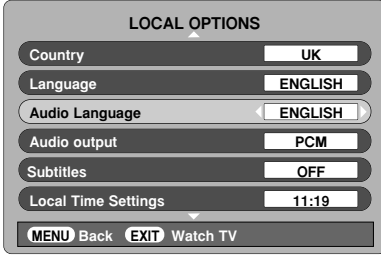 LOCAL OPTIONS
Country UK
Language ENGLISH
Audio Language ENGLISH
Audio output PCM
Subtitles OFF
Local Time Settings 11:19
MENU Back EXIT Watch TV